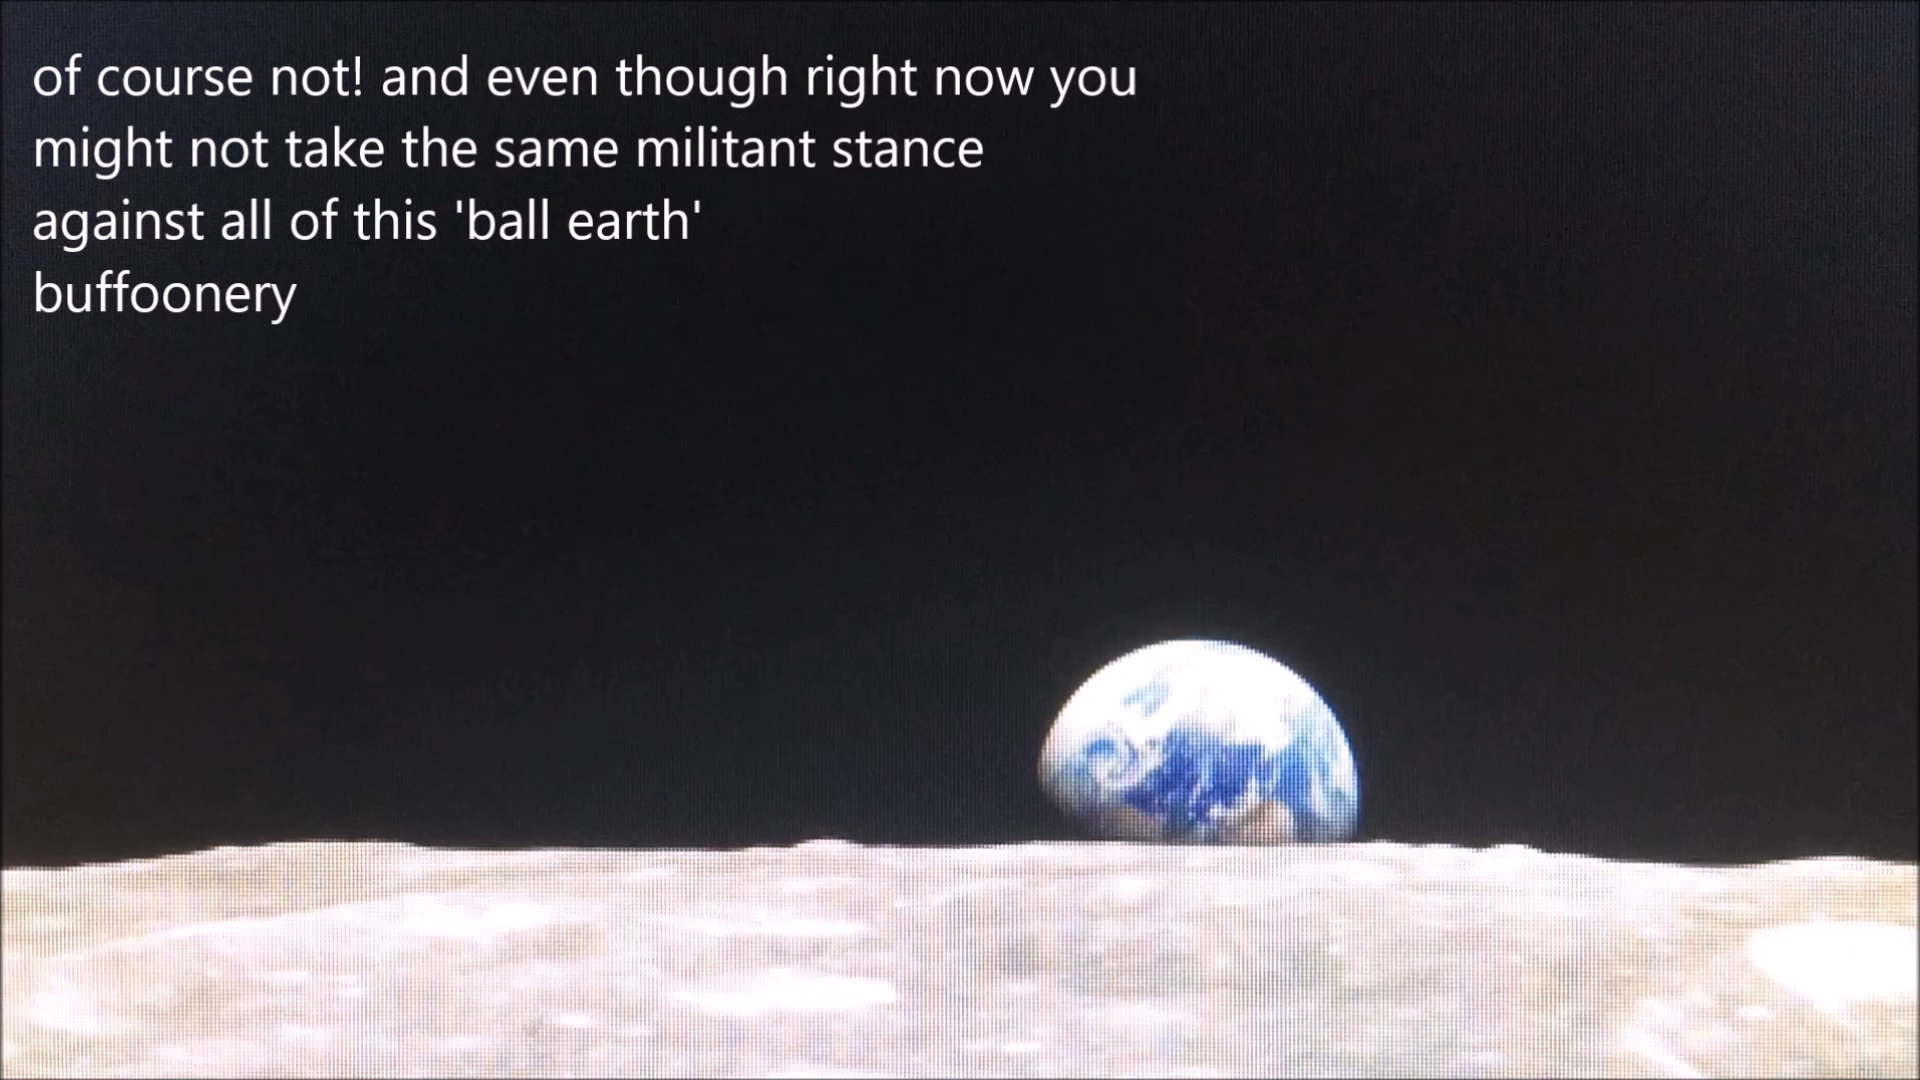 of course not! and even though right now you
might not take the same militant stance
against all of this 'ball earth'
buffoonery